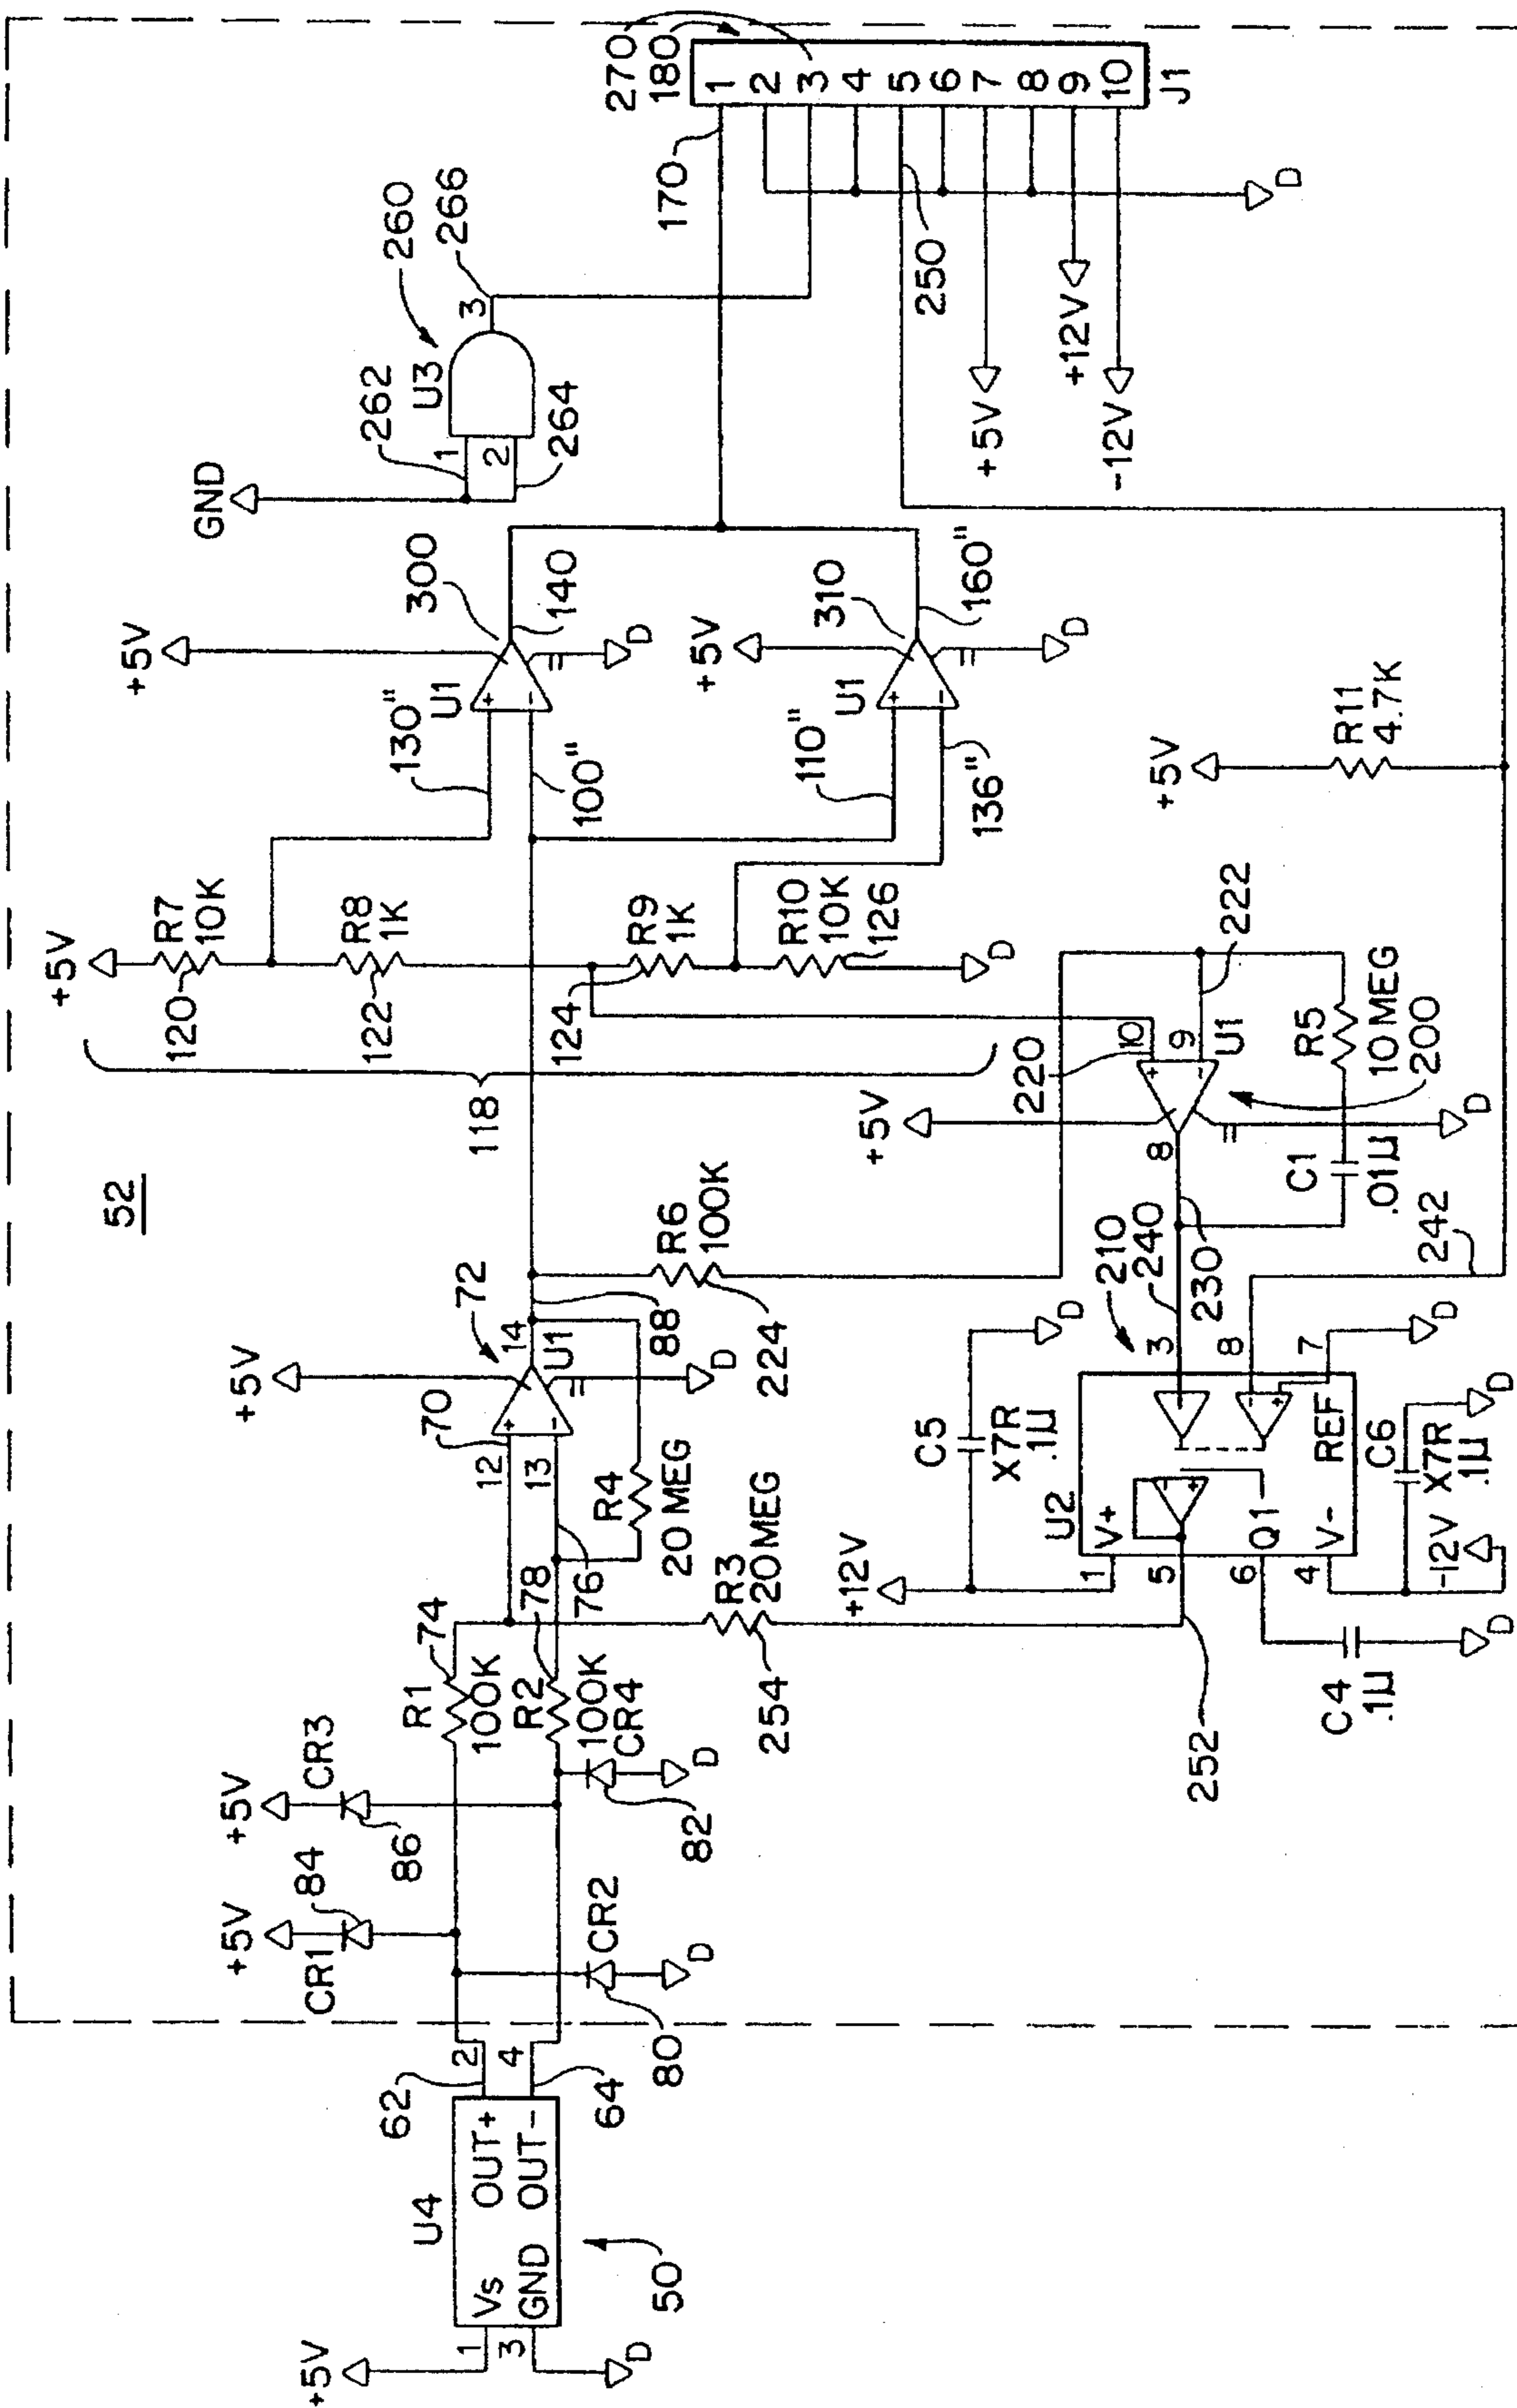 52
+5V
1
3
D
U4
Vs
GND
OUT+
OUT-
50
62
64
2
4
+5V
CR1
84
+5V
CR3
86
80
CR2
D
82
CR4
D
R1
100K
74
R2
100K
78
76
12
13
70
+5V
72
14
U1
88
D
R4
20 MEG
R3
20 MEG
254
R6
100K
224
118
+5V
120
R7
10K
122
R8
1K
124
R9
1K
R10
10K
126
D
130"
100"
110"
136"
+5V
U1
300
140
D
+5V
U1
310
160"
D
GND
262
264
1
2
U3
260
3
266
170
250
270
180
1
2
3
4
5
6
7
8
9
10
J1
+5V
+12V
-12V
D
+12V
C5
X7R
.1µ
D
U2
V+
Q1
V-
REF
1
5
6
4
3
8
7
252
C4
.1µ
D
-12V
C6
X7R
.1µ
D
D
210
240
230
242
8
+5V
220
10
9
U1
222
200
D
C1
.01µ
R5
10 MEG
+5V
R11
4.7K